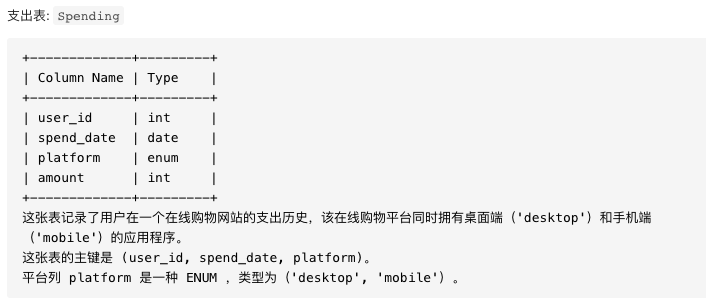 支出表: Spending
+-------------+---------+
| Column Name | Type    |
+-------------+---------+
| user_id     | int     |
| spend_date  | date    |
| platform    | enum    |
| amount      | int     |
+-------------+---------+
这张表记录了用户在一个在线购物网站的支出历史，该在线购物平台同时拥有桌面端（'desktop'）和手机端
（'mobile'）的应用程序。
这张表的主键是 (user_id, spend_date, platform)。
平台列 platform 是一种 ENUM ，类型为（'desktop', 'mobile'）。